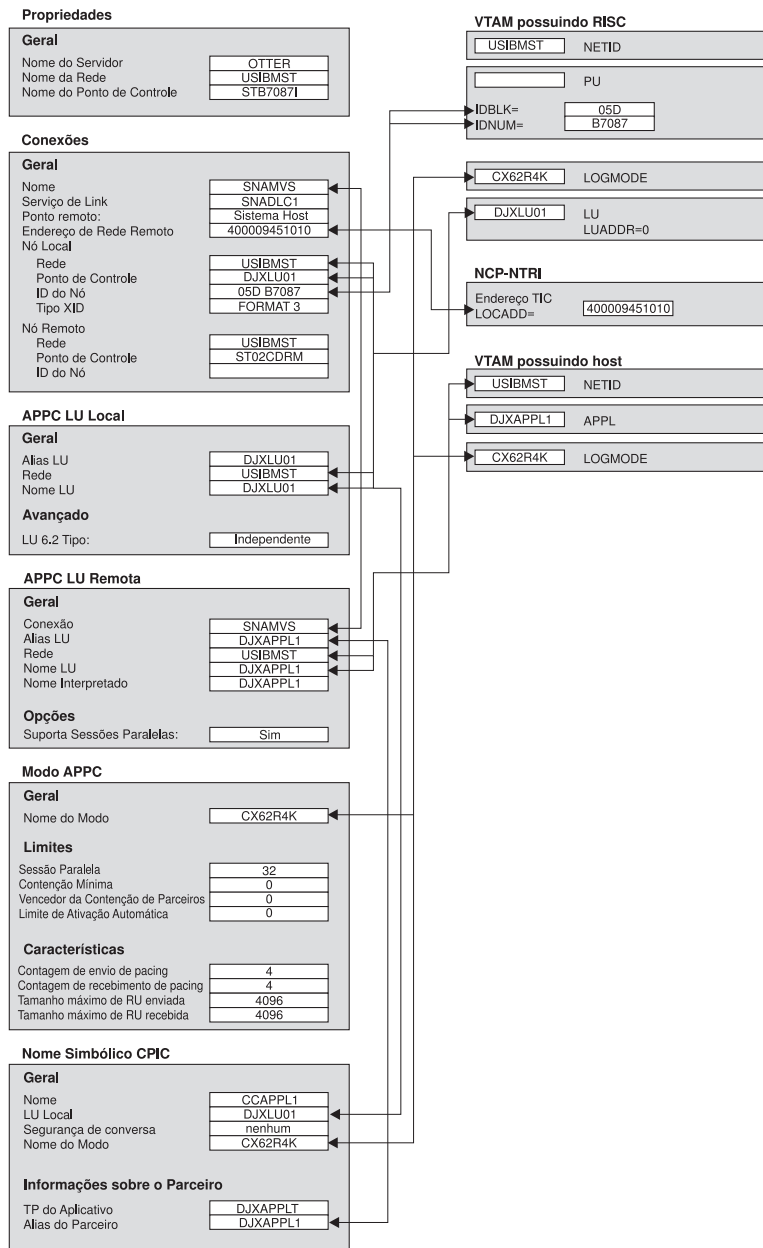 Propriedades
Geral
Nome do Servidor OTTER
Nome da Rede USIBMST
Nome do Ponto de Controle STB7087I
Conexões
Geral
Nome SNAMVS
Serviço de Link SNADLC1
Ponto remoto: Sistema Host
Endereço de Rede Remoto 400009451010
Nó Local
Rede USIBMST
Ponto de Controle DJXLU01
ID do Nó 05D B7087
Tipo XID FORMAT 3
Nó Remoto
Rede USIBMST
Ponto de Controle ST02CDRM
ID do Nó
APPC LU Local
Geral
Alias LU DJXLU01
Rede USIBMST
Nome LU DJXLU01
Avançado
LU 6.2 Tipo: Independente
APPC LU Remota
Geral
Conexão SNAMVS
Alias LU DJXAPPL1
Rede USIBMST
Nome LU DJXAPPL1
Nome Interpretado DJXAPPL1
Opções
Suporta Sessões Paralelas: Sim
Modo APPC
Geral
Nome do Modo CX62R4K
Limites
Sessão Paralela 32
Contenção Mínima 0
Vencedor da Contenção de Parceiros 0
Limite de Ativação Automática 0
Características
Contagem de envio de pacing 4
Contagem de recebimento de pacing 4
Tamanho máximo de RU enviada 4096
Tamanho máximo de RU recebida 4096
Nome Simbólico CPIC
Geral
Nome CCAPPL1
LU Local DJXLU01
Segurança de conversa nenhum
Nome do Modo CX62R4K
Informações sobre o Parceiro
TP do Aplicativo DJXAPPLT
Alias do Parceiro DJXAPPL1
VTAM possuindo RISC
USIBMST NETID
PU
IDBLK= 05D
IDNUM= B7087
CX62R4K LOGMODE
DJXLU01 LU
LUADDR=0
NCP-NTRI
Endereço TIC
LOCADD= 400009451010
VTAM possuindo host
USIBMST NETID
DJXAPPL1 APPL
CX62R4K LOGMODE